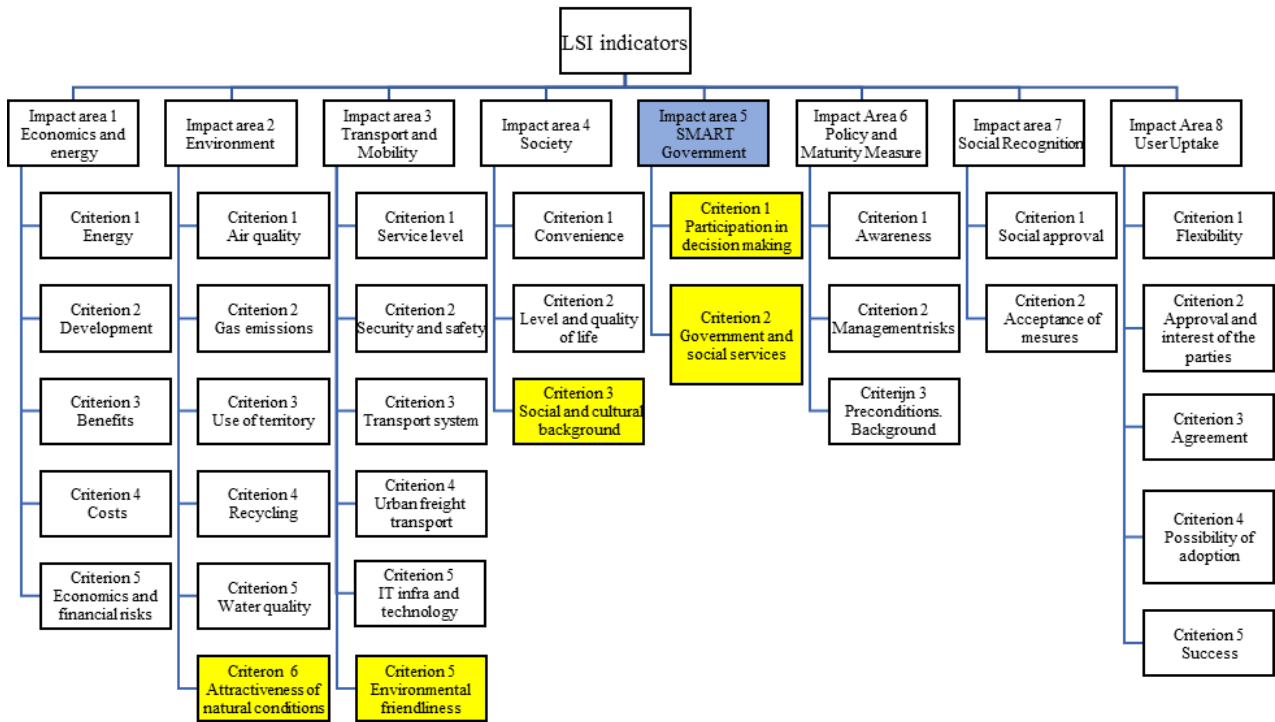 LSI indicators
Impact area 1
Economics and
energy
Criterion 1
Energy
Criterion 2
Development
Criterion 3
Benefits
Criterion 4
Costs
Criterion 5
Economics and
financial risks
Impact area 2
Environment
Criterion 1
Air quality
Criterion 2
Gas emissions
Criterion 3
Use of territory
Criterion 4
Recycling
Criterion 5
Water quality
Criteron 6
Attractiveness of
natural conditions
Impact area 3
Transport and
Mobility
Criterion 1
Service level
Criterion 2
Security and safety
Criterion 3
Transport system
Criterion 4
Urban freight
transport
Criterion 5
IT infra and
technology
Criterion 5
Environmental
friendliness
Impact area 4
Society
Criterion 1
Convenience
Criterion 2
Level and quality
of life
Criterion 3
Social and cultural
background
Impact area 5
SMART
Government
Criterion 1
Participation in
decision making
Criterion 2
Government and
social services
Impact Area 6
Policy and
Maturity Measure
Criterion 1
Awareness
Criterion 2
Managementrisks
Criterijn 3
Preconditions.
Background
Impact area 7
Social Recognition
Criterion 1
Social approval
Criterion 2
Acceptance of
mesures
Impact Area 8
User Uptake
Criterion 1
Flexibility
Criterion 2
Approval and
interest of the
parties
Criterion 3
Agreement
Criterion 4
Possibility of
adoption
Criterion 5
Success